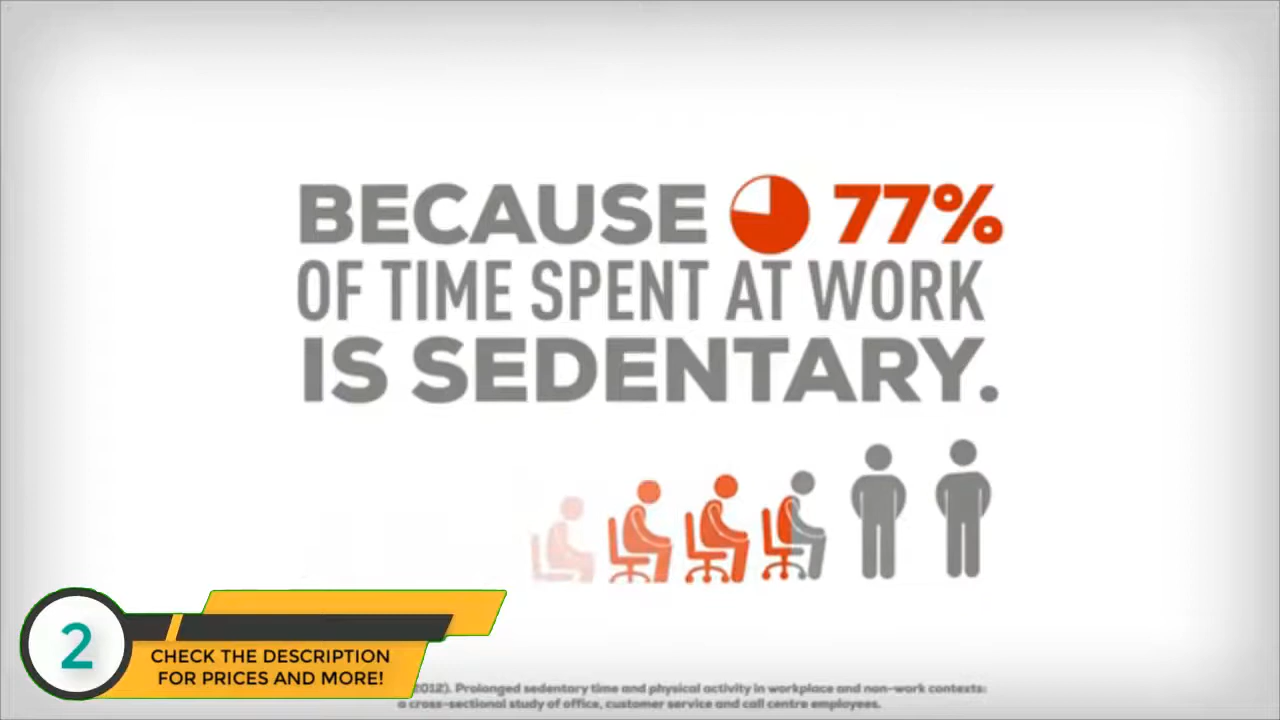 BECAUSE 77%
OF TIME SPENT AT WORK
IS SEDENTARY.
2
CHECK THE DESCRIPTION
FOR PRICES AND MORE!
2012). Prolonged sedentary time and physical activity in workplace and non-work contexts:
a cross-sectional study of office, customer service and call centre employees.